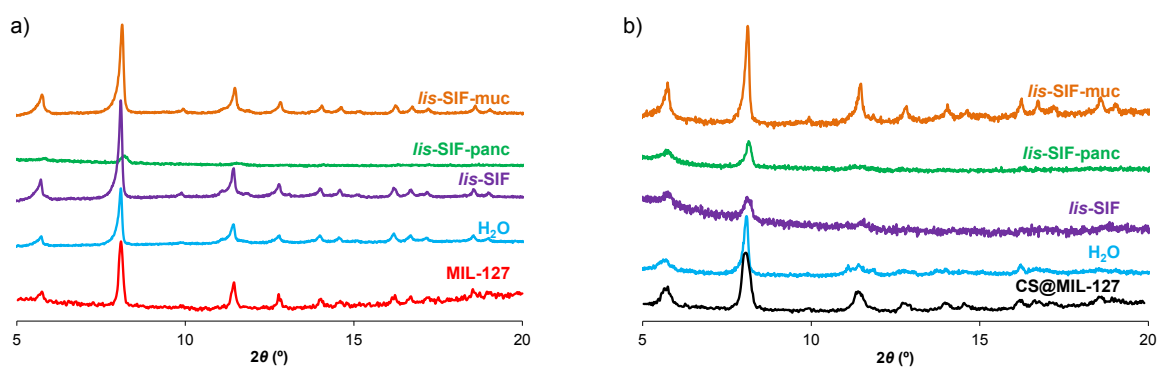 a)
lis-SIF-muc
lis-SIF-panc
lis-SIF
H₂O
MIL-127
5 10 15 20
2θ (º)
b)
lis-SIF-muc
lis-SIF-panc
lis-SIF
H₂O
CS@MIL-127
5 10 15 20
2θ (º)